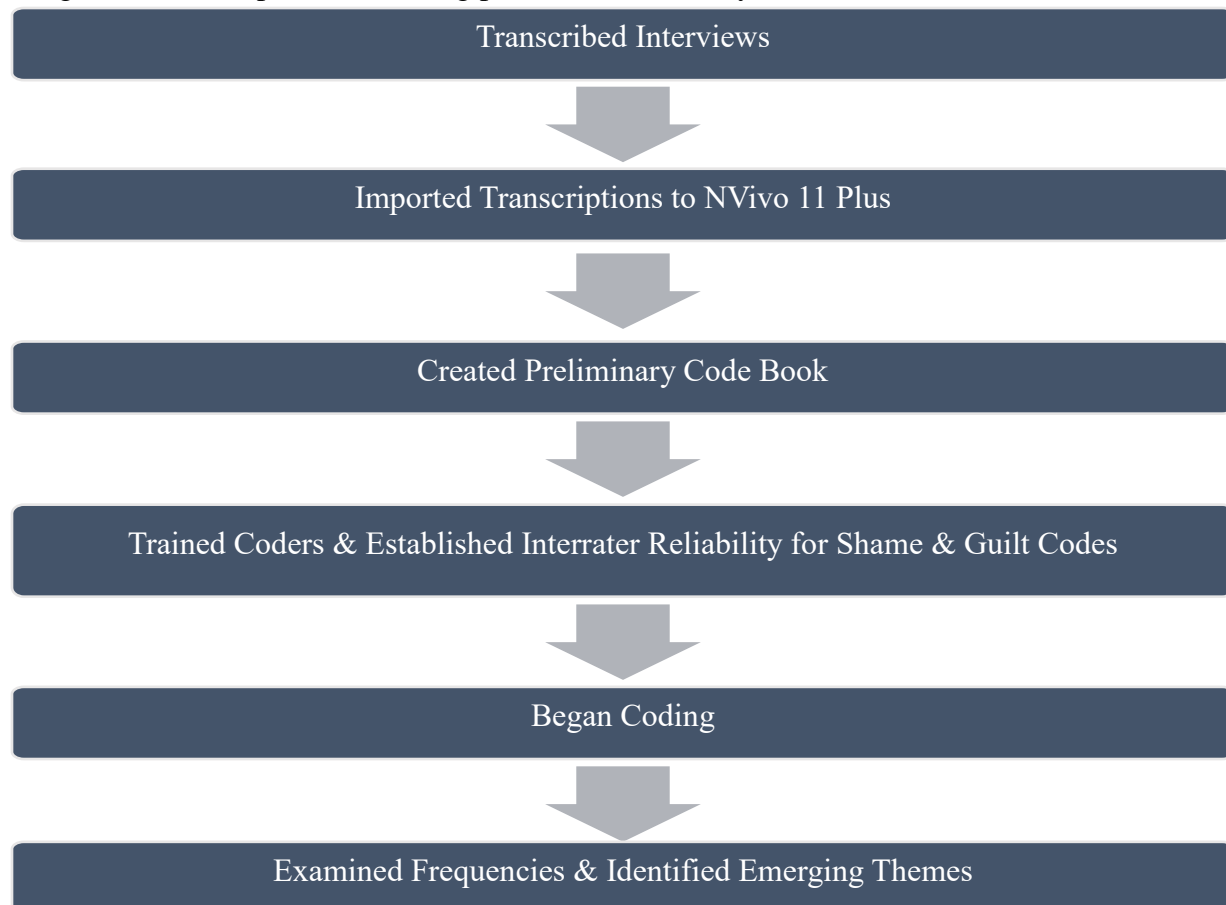 Transcribed Interviews
Imported Transcriptions to NVivo 11 Plus
Created Preliminary Code Book
Trained Coders & Established Interrater Reliability for Shame & Guilt Codes
Began Coding
Examined Frequencies & Identified Emerging Themes